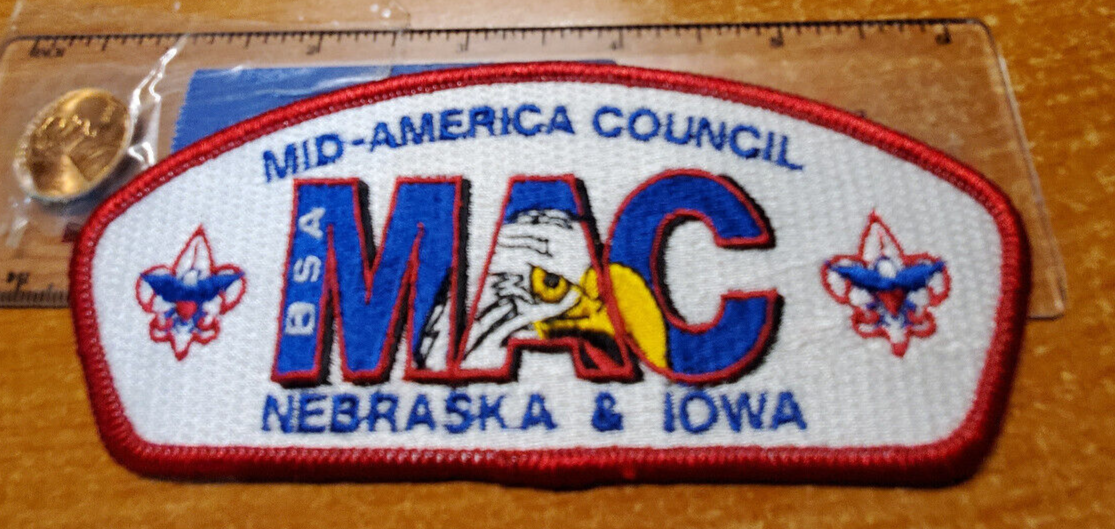 MID-AMERICA COUNCIL
BSA
MAC
NEBRASKA & IOWA